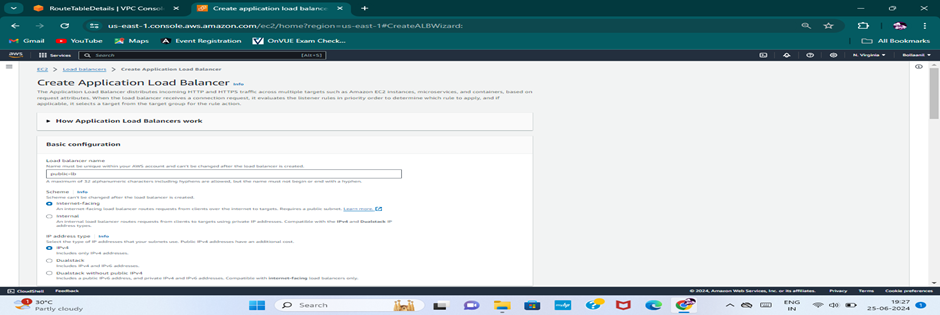 RouteTableDetails | VPC Consol
Create application load balanc
us-east-1.console.aws.amazon.com/ec2/home?region=us-east-1#CreateALBWizard:
Gmail YouTube Maps Event Registration OnVUE Exam Check... All Bookmarks
aws Services Search [Alt+S] N. Virginia
EC2 > Load balancers > Create Application Load Balancer
Create Application Load Balancer Info
The Application Load Balancer distributes incoming HTTP and HTTPS traffic across multiple targets such as Amazon EC2 instances, microservices, and containers, based on
request attributes. When the load balancer receives a connection request, it evaluates the listener rules in priority order to determine which rule to apply, and if
applicable, it selects a target from the target group for the rule action.
How Application Load Balancers work
Basic configuration
Load balancer name
Name must be unique within your AWS account and can't be changed after the load balancer is created.
public-lb
A maximum of 32 alphanumeric characters including hyphens are allowed, but the name must not begin or end with a hyphen.
Scheme Info
Scheme can't be changed after the load balancer is created.
Internet-facing
An internet-facing load balancer routes requests from clients over the internet to targets. Requires a public subnet. Learn more
Internal
An internal load balancer routes requests from clients to targets using private IP addresses. Compatible with the IPv4 and Dualstack IP
address types.
IP address type Info
Select the type of IP addresses that your subnets use. Public IPv4 addresses have an additional cost.
IPv4
Includes only IPv4 addresses.
Dualstack
Includes IPv4 and IPv6 addresses.
Dualstack without public IPv4
Includes a public IPv6 address, and private IPv4 and IPv6 addresses. Compatible with internet-facing load balancers only.
CloudShell Feedback © 2024, Amazon Web Services, Inc. or its affiliates. Privacy Terms Cookie preferences
1 30°C
Partly cloudy
Search
ENG
IN
19:27
25-06-2024